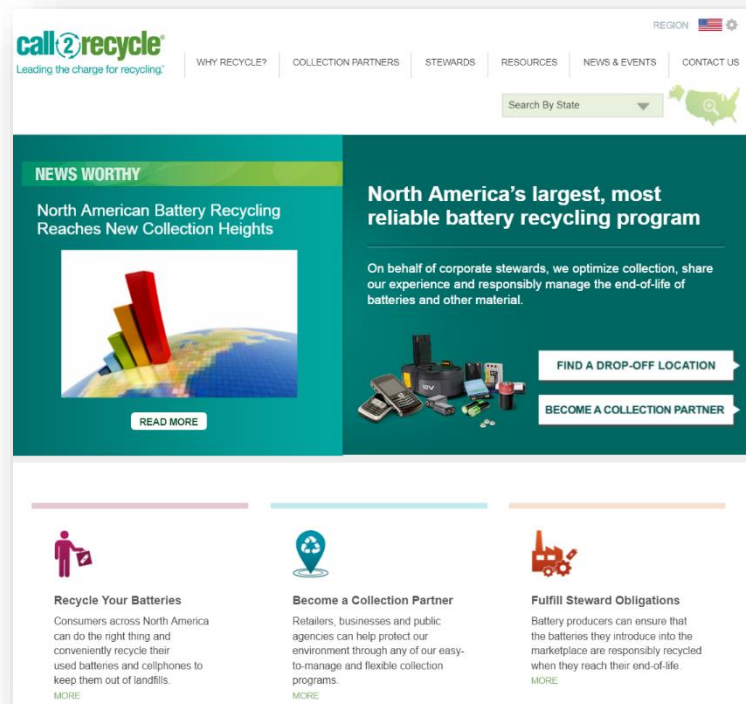 REGION
call2recycle®
Leading the charge for recycling.™
WHY RECYCLE? COLLECTION PARTNERS STEWARDS RESOURCES NEWS & EVENTS CONTACT US
Search By State
NEWS WORTHY
North American Battery Recycling
Reaches New Collection Heights
READ MORE
North America's largest, most
reliable battery recycling program
On behalf of corporate stewards, we optimize collection, share
our experience and responsibly manage the end-of-life of
batteries and other material.
FIND A DROP-OFF LOCATION
BECOME A COLLECTION PARTNER
Recycle Your Batteries
Consumers across North America
can do the right thing and
conveniently recycle their
used batteries and cellphones to
keep them out of landfills.
MORE
Become a Collection Partner
Retailers, businesses and public
agencies can help protect our
environment through any of our easy-
to-manage and flexible collection
programs.
MORE
Fulfill Steward Obligations
Battery producers can ensure that
the batteries they introduce into the
marketplace are responsibly recycled
when they reach their end-of-life.
MORE